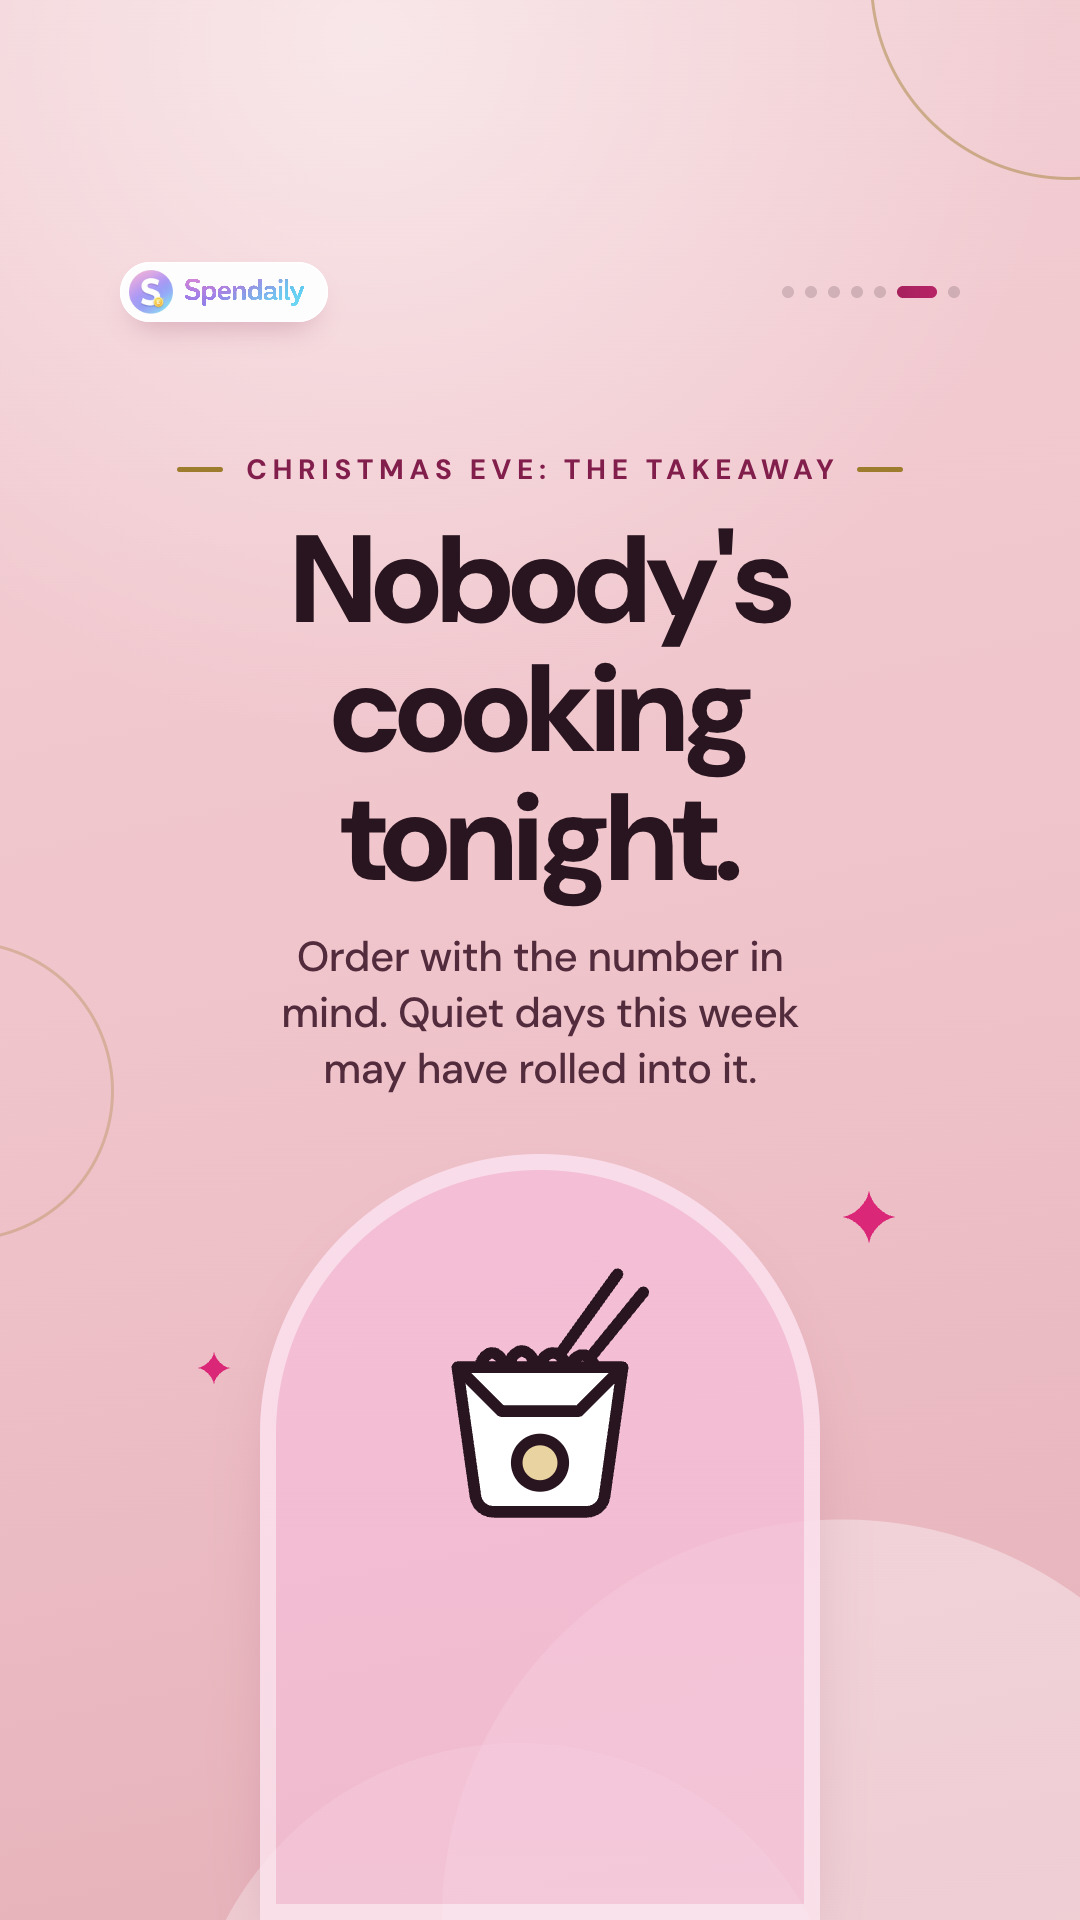 Spendaily
CHRISTMAS EVE: THE TAKEAWAY
Nobody's
cooking
tonight.
Order with the number in
mind. Quiet days this week
may have rolled into it.